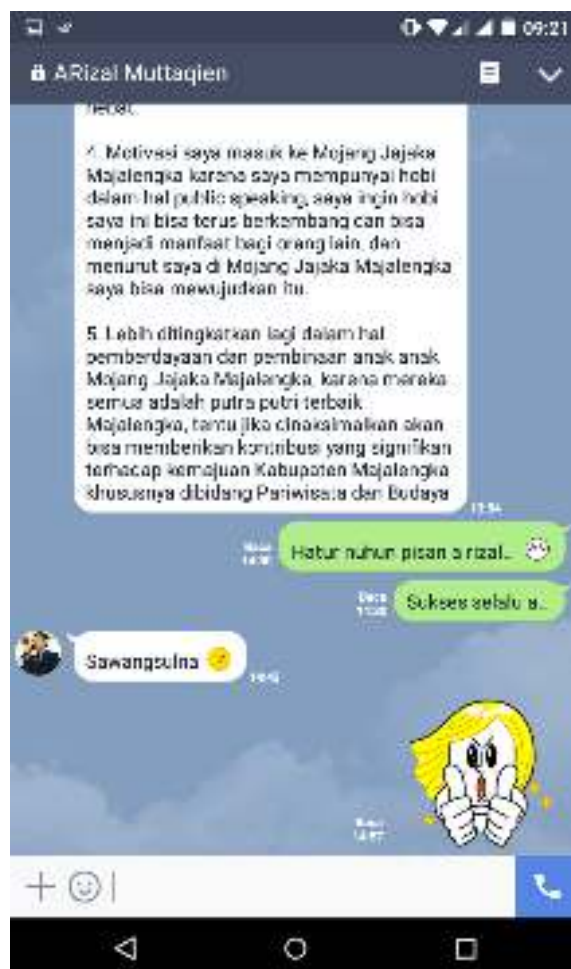 09:21
ARizal Muttaqien
hebat.
4. Motivasi saya masuk ke Mojang Jajaka
Majalengka karena saya mempunyai hobi
dalam hal public speaking, saya ingin hobi
saya ini bisa terus berkembang dan bisa
menjadi manfaat bagi orang lain, dan
menurut saya di Mojang Jajaka Majalengka
saya bisa mewujudkan itu.
5. Lebih ditingkatkan lagi dalam hal
pemberdayaan dan pembinaan anak anak
Mojang Jajaka Majalengka, karena mereka
semua adalah putra putri terbaik
Majalengka, tentu jika dimaksimalkan akan
bisa memberikan kontribusi yang signifikan
terhadap kemajuan Kabupaten Majalengka
khususnya dibidang Pariwisata dan Budaya
Hatur nuhun pisan a rizal..
Baca
Sukses selalu a..
Sawangsulna